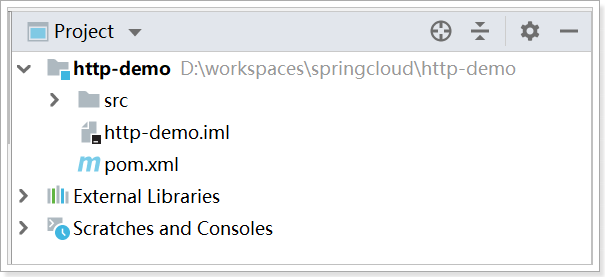 Project
http-demo D:\workspaces\springcloud\http-demo
src
http-demo.iml
pom.xml
External Libraries
Scratches and Consoles